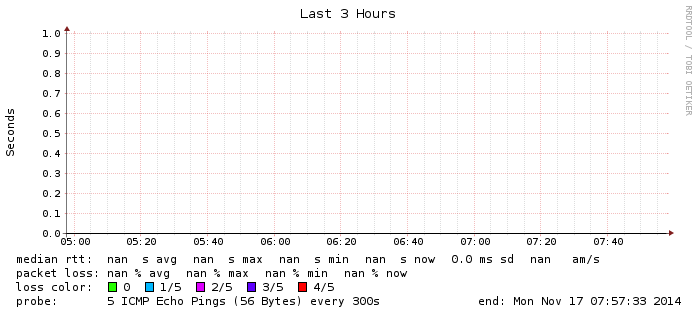 Last 3 Hours
RRDTOOL / TOBI OETIKER
Seconds
1.0
0.9
0.8
0.7
0.6
0.5
0.4
0.3
0.2
0.1
0.0
05:00 05:20 05:40 06:00 06:20 06:40 07:00 07:20 07:40
median rtt: nan s avg nan s max nan s min nan s now 0.0 ms sd nan am/s
packet loss: nan % avg nan % max nan % min nan % now
loss color: 0 1/5 2/5 3/5 4/5
probe: 5 ICMP Echo Pings (56 Bytes) every 300s end: Mon Nov 17 07:57:33 2014